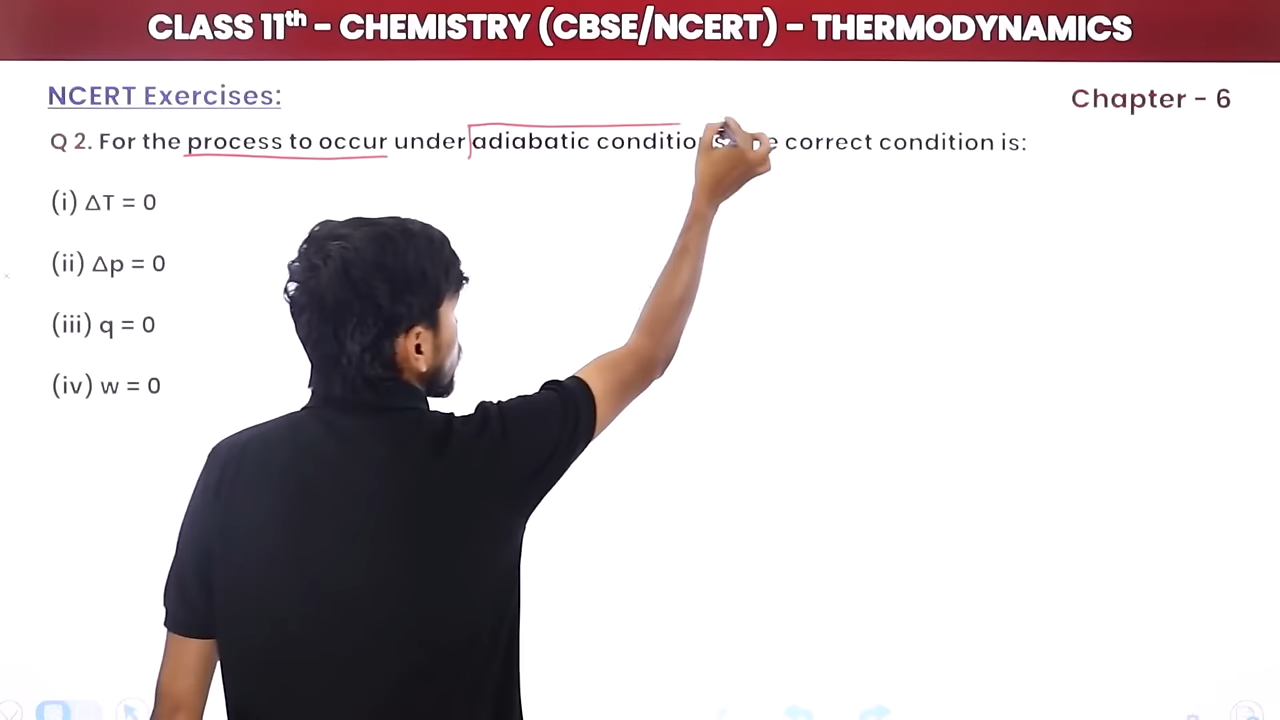 CLASS 11th - CHEMISTRY (CBSE/NCERT) - THERMODYNAMICS
NCERT Exercises:
Chapter - 6
Q 2. For the process to occur under adiabatic correct condition is:
(i) ΔT = 0
(ii) Δp = 0
(iii) q = 0
(iv) w = 0